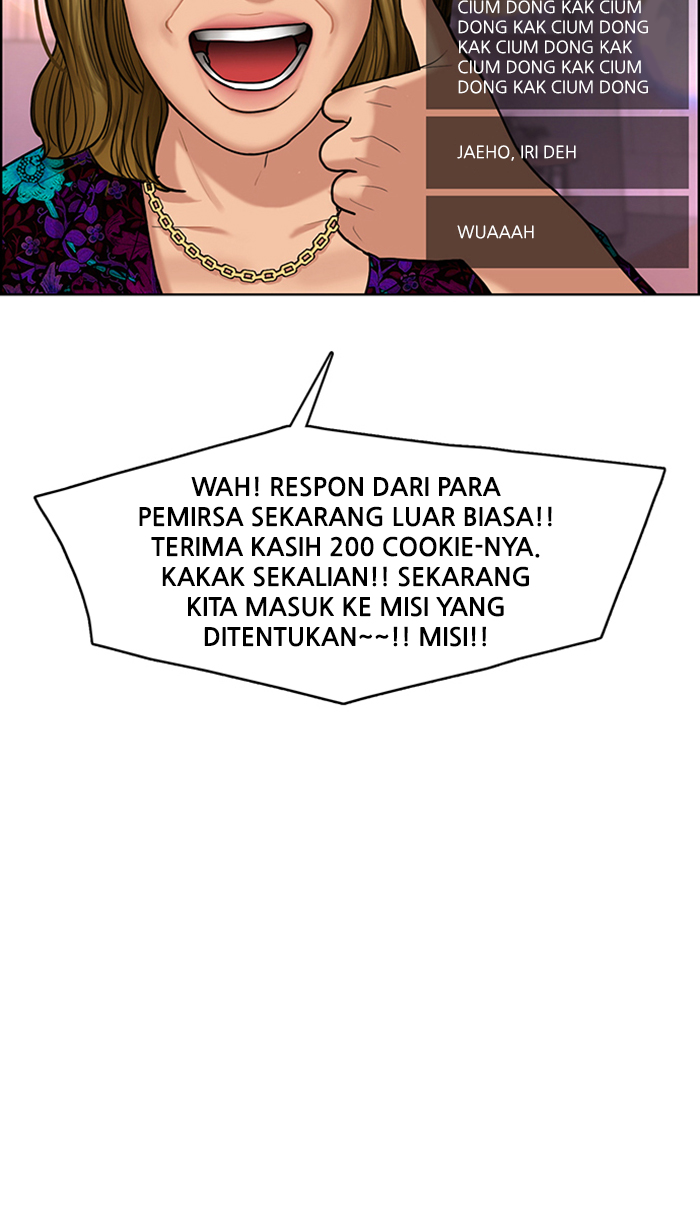 CIUM DONG KAK CIUM
DONG KAK CIUM DONG
KAK CIUM DONG KAK
CIUM DONG KAK CIUM
DONG KAK CIUM DONG
JAEHO, IRI DEH
WUAAAH
WAH! RESPON DARI PARA
PEMIRSA SEKARANG LUAR BIASA!!
TERIMA KASIH 200 COOKIE-NYA.
KAKAK SEKALIAN!! SEKARANG
KITA MASUK KE MISI YANG
DITENTUKAN~~!! MISI!!